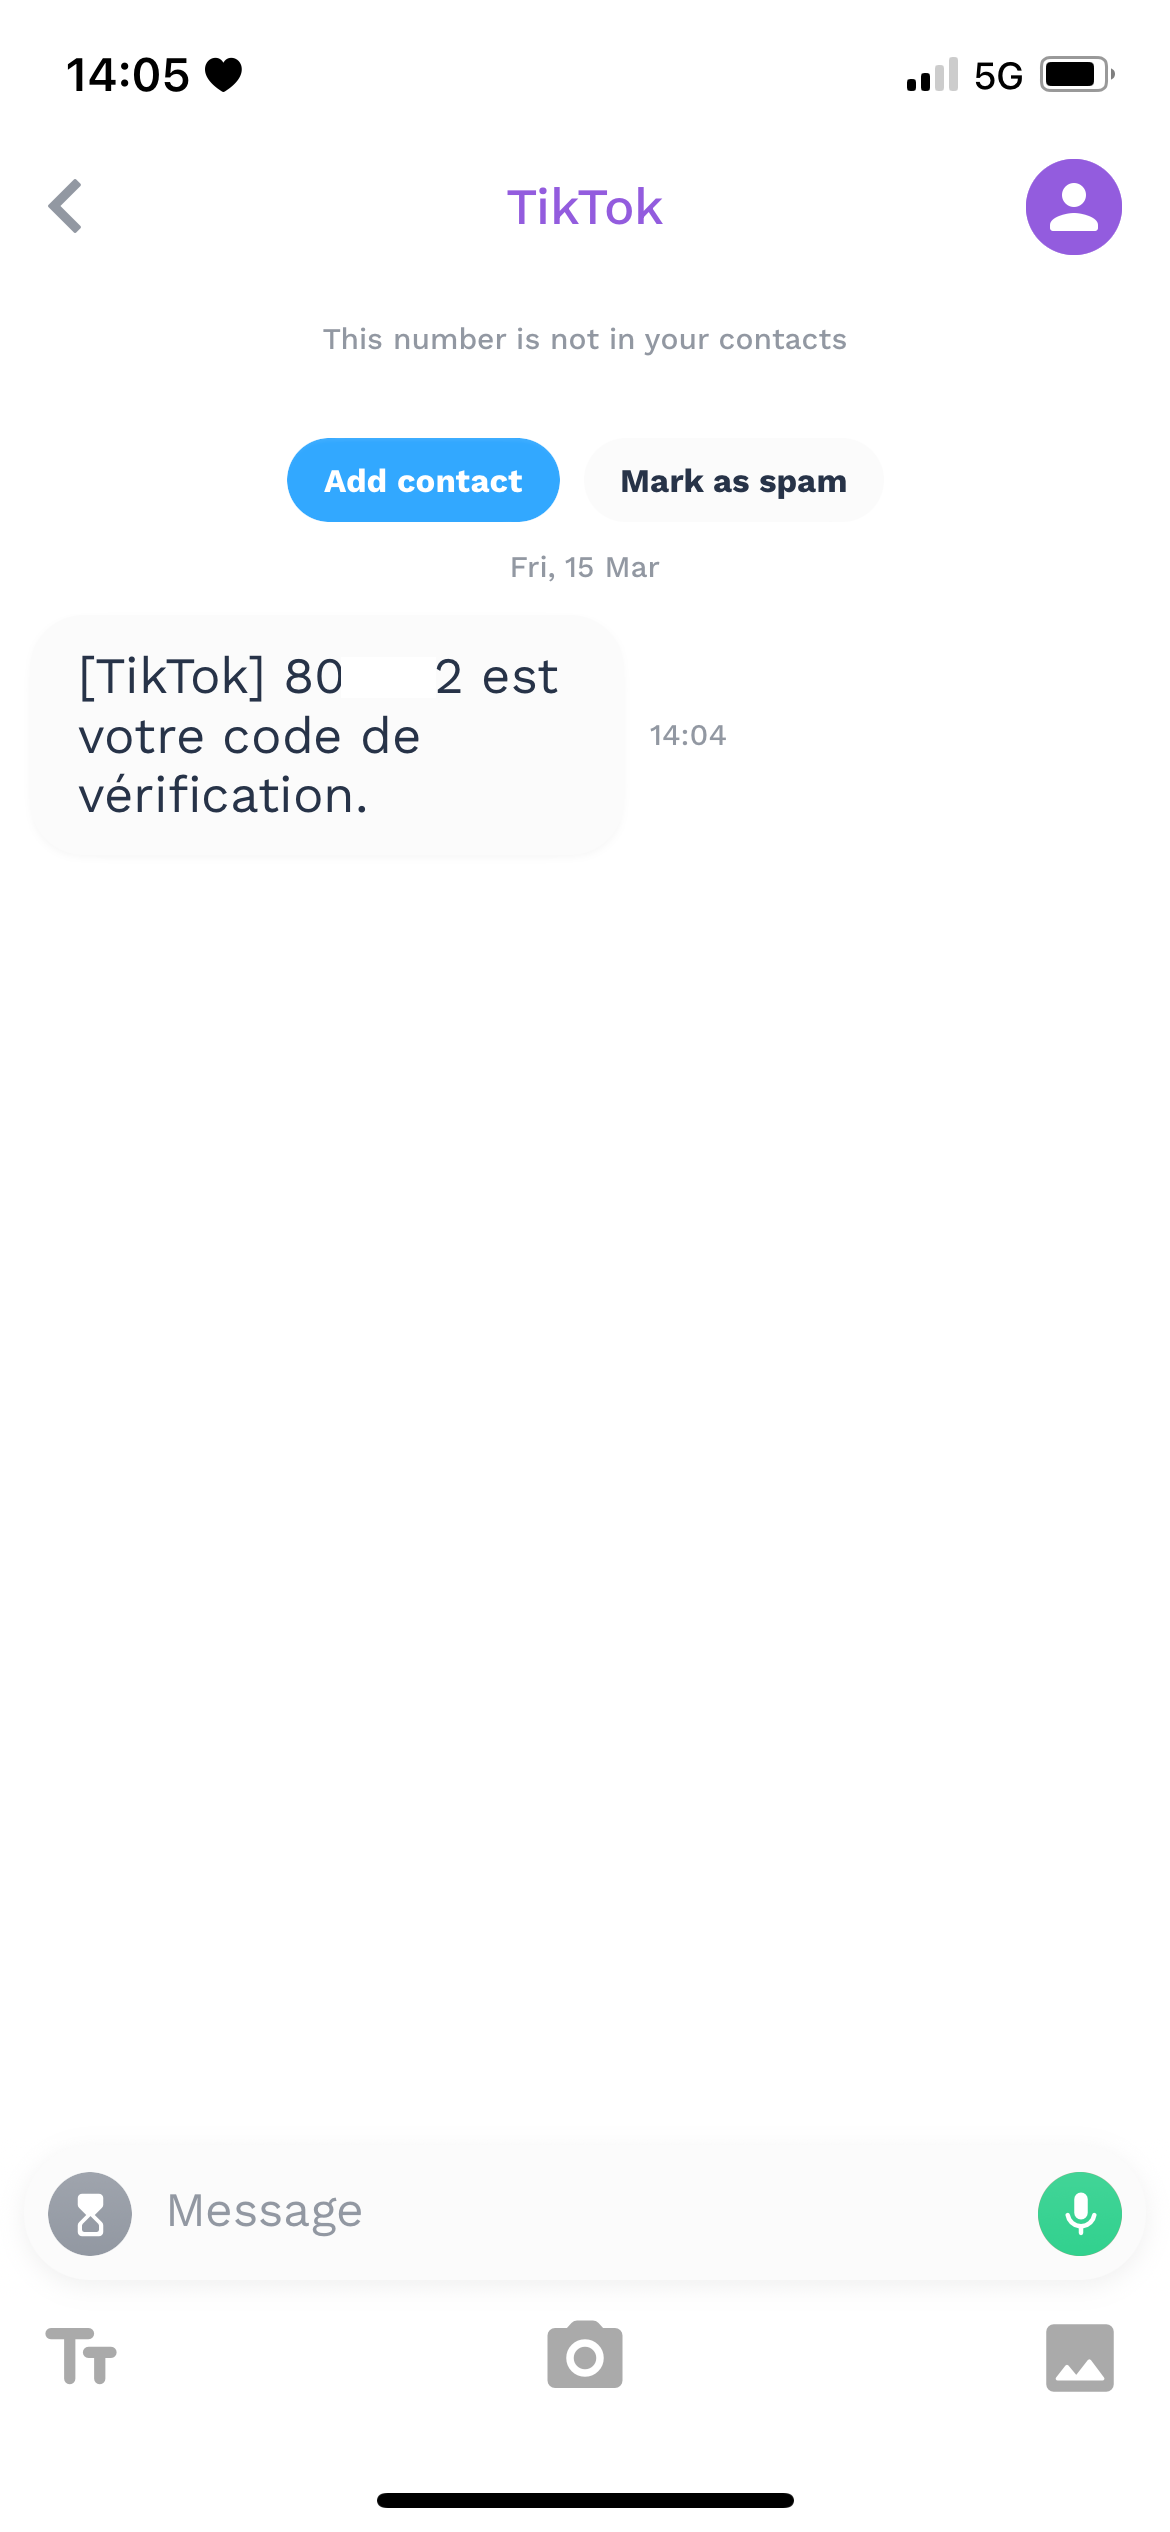 14:05
5G
TikTok
This number is not in your contacts
Add contact
Mark as spam
Fri, 15 Mar
[TikTok] 80 2 est
votre code de
vérification.
14:04
Message
Tт